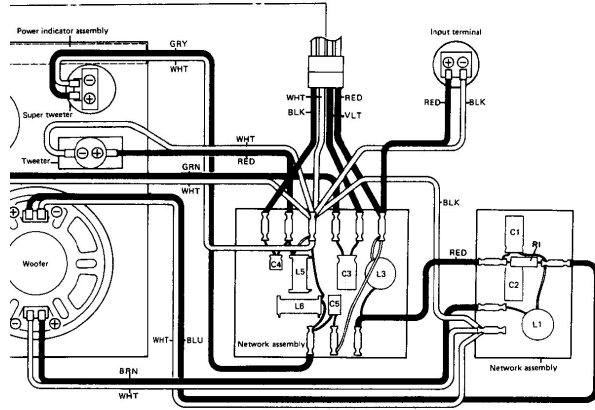 Power indicator assembly
GRY
WHT
Input terminal
Super tweeter
WHT
RED
BLK
VLT
RED
BLK
WHT
RED
Tweeter
GRN
WHT
BLK
RED
C1
R1
C2
L1
Woofer
C4
L5
C3
L3
L6
C5
WHT
BLU
Network assembly
Network assembly
BRN
WHT